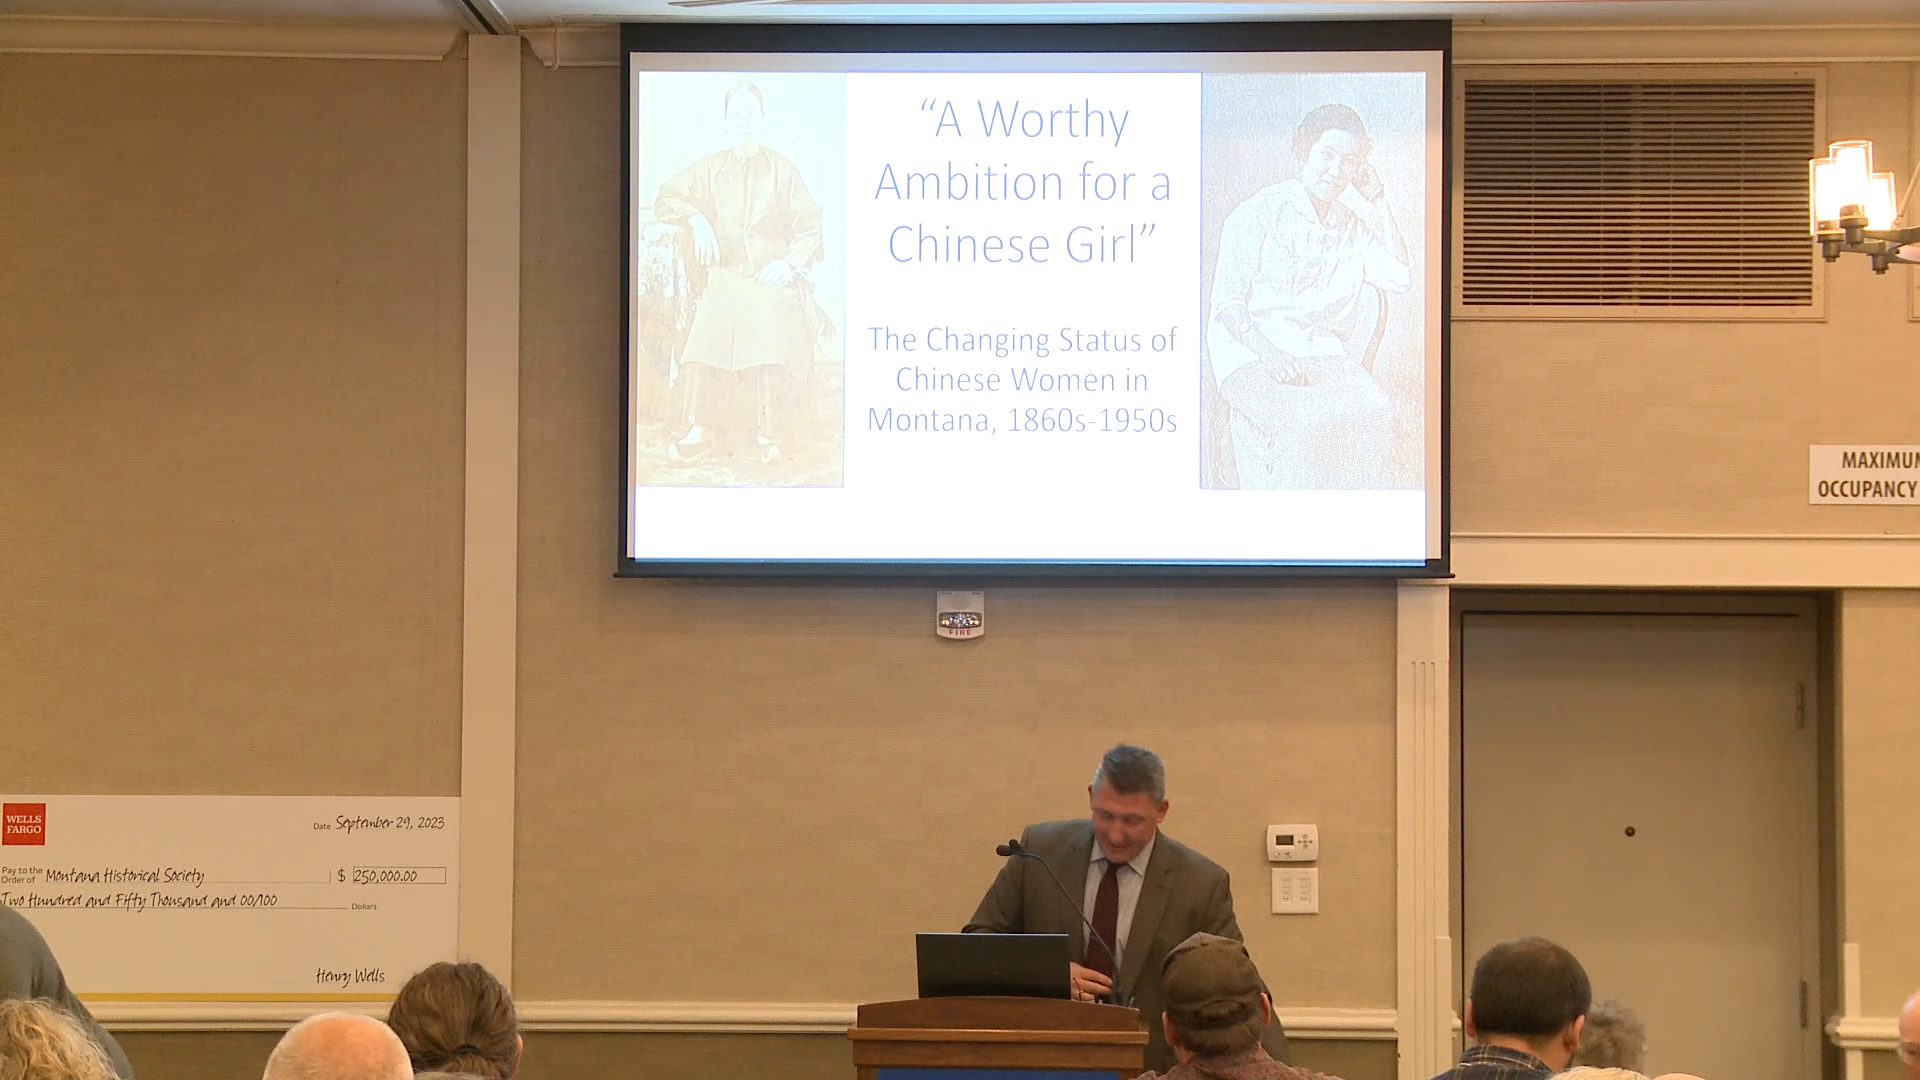 “A Worthy
Ambition for a
Chinese Girl”
The Changing Status of
Chinese Women in
Montana, 1860s-1950s
MAXIMUM
OCCUPANCY
FIRE
WELLS
FARGO
Date September 29, 2023
Pay to the
Order of Montana Historical Society $ 250,000.00
Two Hundred and Fifty Thousand and 00/100 Dollars
Henry Wells